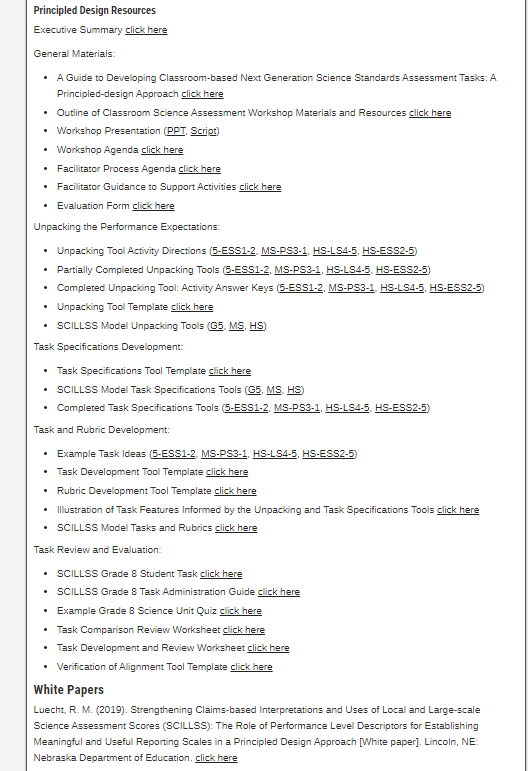 Principled Design Resources
Executive Summary click here
General Materials:
A Guide to Developing Classroom-based Next Generation Science Standards Assessment Tasks: A
Principled-design Approach click here
Outline of Classroom Science Assessment Workshop Materials and Resources click here
Workshop Presentation (PPT, Script)
Workshop Agenda click here
Facilitator Process Agenda click here
Facilitator Guidance to Support Activities click here
Evaluation Form click here
Unpacking the Performance Expectations:
Unpacking Tool Activity Directions (5-ESS1-2, MS-PS3-1, HS-LS4-5, HS-ESS2-5)
Partially Completed Unpacking Tools (5-ESS1-2, MS-PS3-1, HS-LS4-5, HS-ESS2-5)
Completed Unpacking Tool: Activity Answer Keys (5-ESS1-2, MS-PS3-1, HS-LS4-5, HS-ESS2-5)
Unpacking Tool Template click here
SCILLSS Model Unpacking Tools (G5, MS, HS)
Task Specifications Development:
Task Specifications Tool Template click here
SCILLSS Model Task Specifications Tools (G5, MS, HS)
Completed Task Specifications Tools (5-ESS1-2, MS-PS3-1, HS-LS4-5, HS-ESS2-5)
Task and Rubric Development:
Example Task Ideas (5-ESS1-2, MS-PS3-1, HS-LS4-5, HS-ESS2-5)
Task Development Tool Template click here
Rubric Development Tool Template click here
Illustration of Task Features Informed by the Unpacking and Task Specifications Tools click here
SCILLSS Model Tasks and Rubrics click here
Task Review and Evaluation:
SCILLSS Grade 8 Student Task click here
SCILLSS Grade 8 Task Administration Guide click here
Example Grade 8 Science Unit Quiz click here
Task Comparison Review Worksheet click here
Task Development and Review Worksheet click here
Verification of Alignment Tool Template click here
White Papers
Luecht, R. M. (2019). Strengthening Claims-based Interpretations and Uses of Local and Large-scale
Science Assessment Scores (SCILLSS): The Role of Performance Level Descriptors for Establishing
Meaningful and Useful Reporting Scales in a Principled Design Approach [White paper]. Lincoln, NE:
Nebraska Department of Education. click here